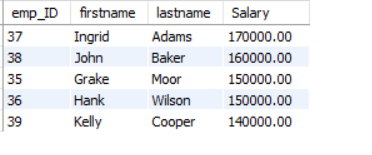 emp_ID firstname lastname Salary
37 Ingrid Adams 170000.00
38 John Baker 160000.00
35 Grake Moor 150000.00
36 Hank Wilson 150000.00
39 Kelly Cooper 140000.00